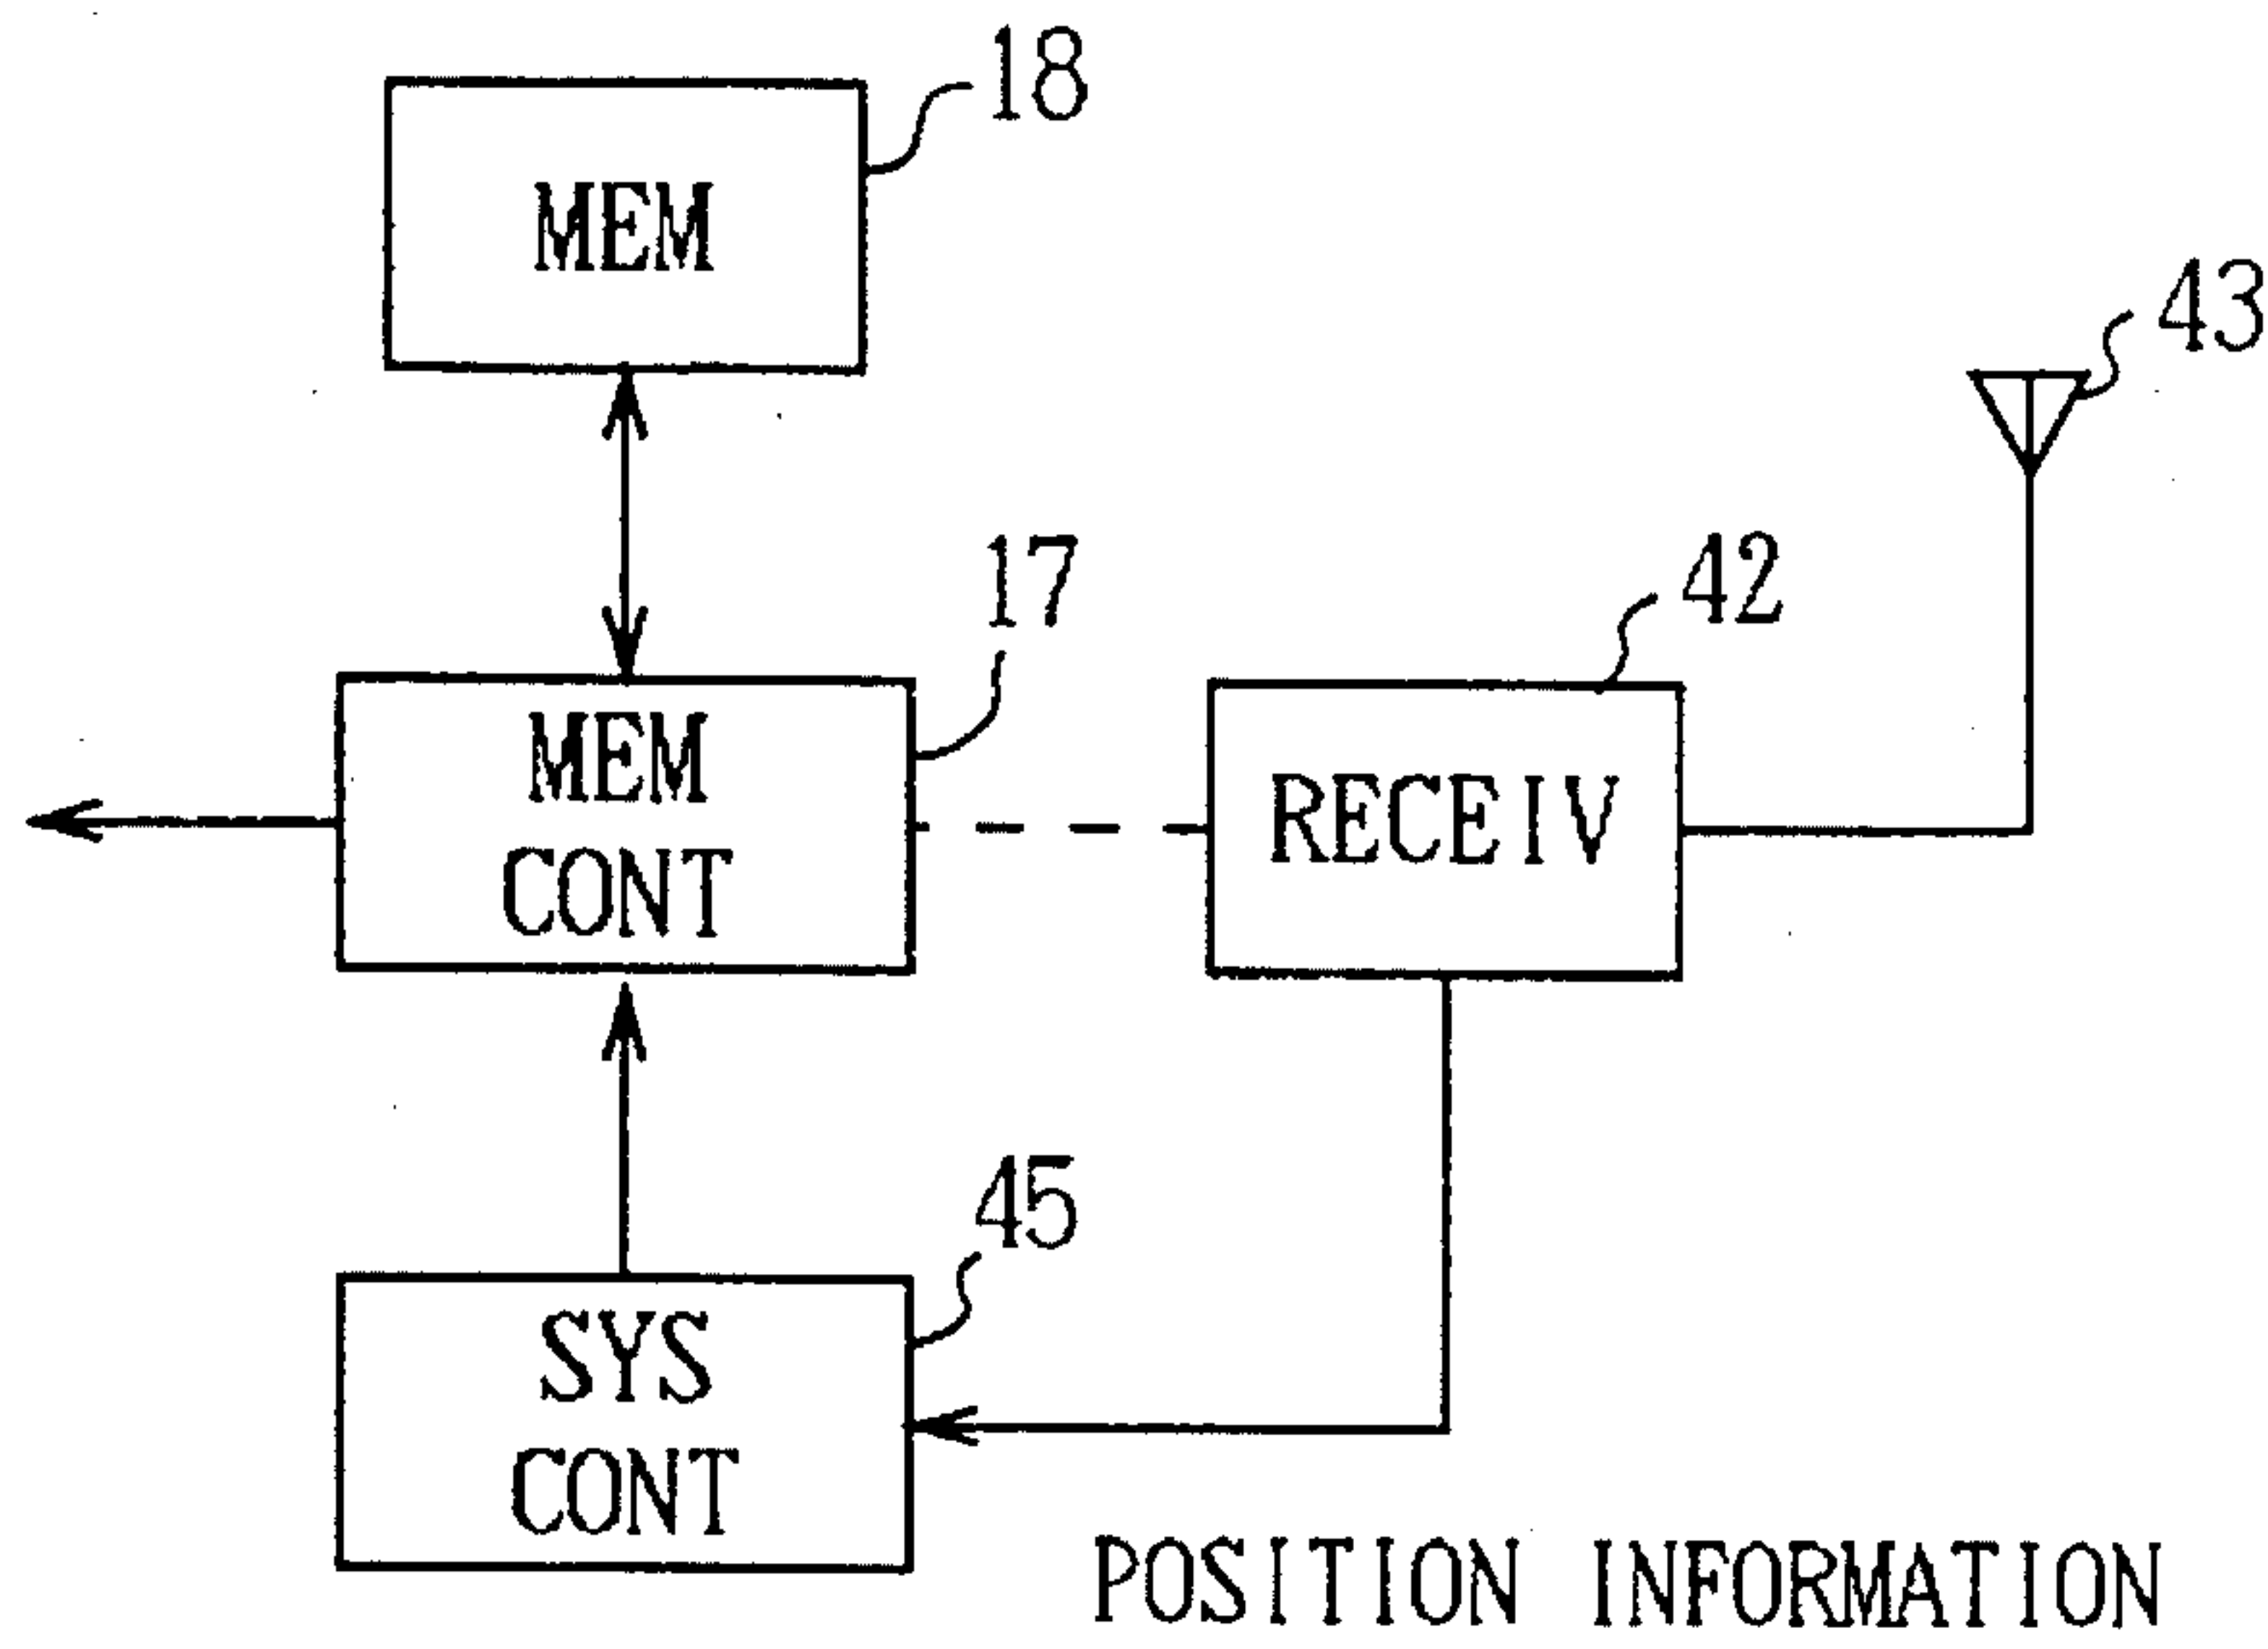 18
MEM
43
17
42
MEM
CONT
RECEIV
45
SYS
CONT
POSITION INFORMATION